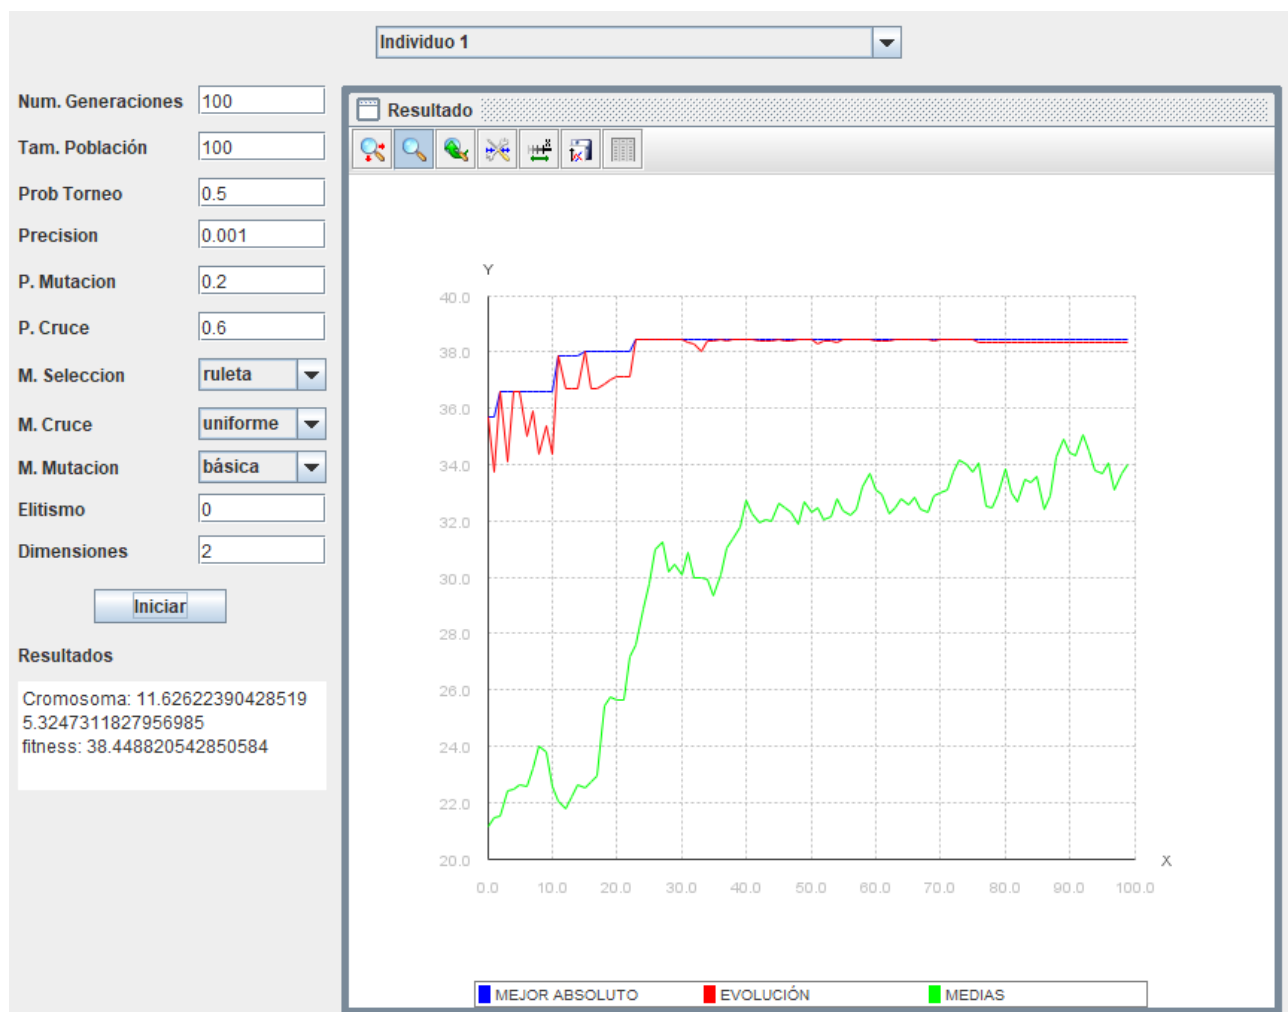 Individuo 1
Num. Generaciones 100
Tam. Población 100
Prob Torneo 0.5
Precision 0.001
P. Mutacion 0.2
P. Cruce 0.6
M. Seleccion ruleta
M. Cruce uniforme
M. Mutacion básica
Elitismo 0
Dimensiones 2
Iniciar
Resultados
Cromosoma: 11.62622390428519
5.3247311827956985
fitness: 38.448820542850584
Resultado
Y
40.0
38.0
36.0
34.0
32.0
30.0
28.0
26.0
24.0
22.0
20.0
X
0.0 10.0 20.0 30.0 40.0 50.0 60.0 70.0 80.0 90.0 100.0
MEJOR ABSOLUTO EVOLUCIÓN MEDIAS